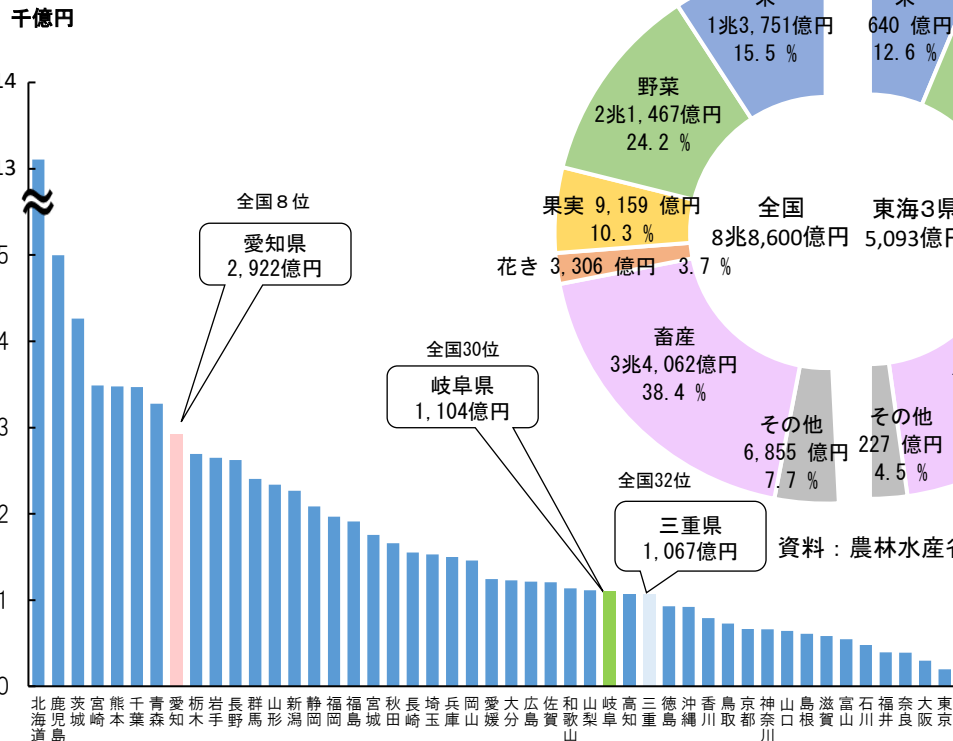 千億円
米
1兆3,751億円
15.5 %
米
640 億円
12.6 %
野菜
2兆1,467億円
24.2 %
果実 9,159 億円
10.3 %
花き 3,306 億円 3.7 %
畜産
3兆4,062億円
38.4 %
その他
6,855 億円
7.7 %
その他
227 億円
4.5 %
全国
8兆8,600億円
東海3県
5,093億円
全国8位
愛知県
2,922億円
全国30位
岐阜県
1,104億円
全国32位
三重県
1,067億円
資料：農林水産省
14
13
5
4
3
2
1
0
北海道 鹿児島 茨城 宮崎 熊本 千葉 青森 愛知 栃木 岩手 長野 群馬 山形 新潟 静岡 福岡 福島 宮城 秋田 長崎 埼玉 兵庫 岡山 愛媛 大分 広島 佐賀 和歌山 山梨 岐阜 高知 三重 徳島 沖縄 香川 鳥取 京都 神奈川 山口 島根 滋賀 富山 石川 福井 奈良 大阪 東京